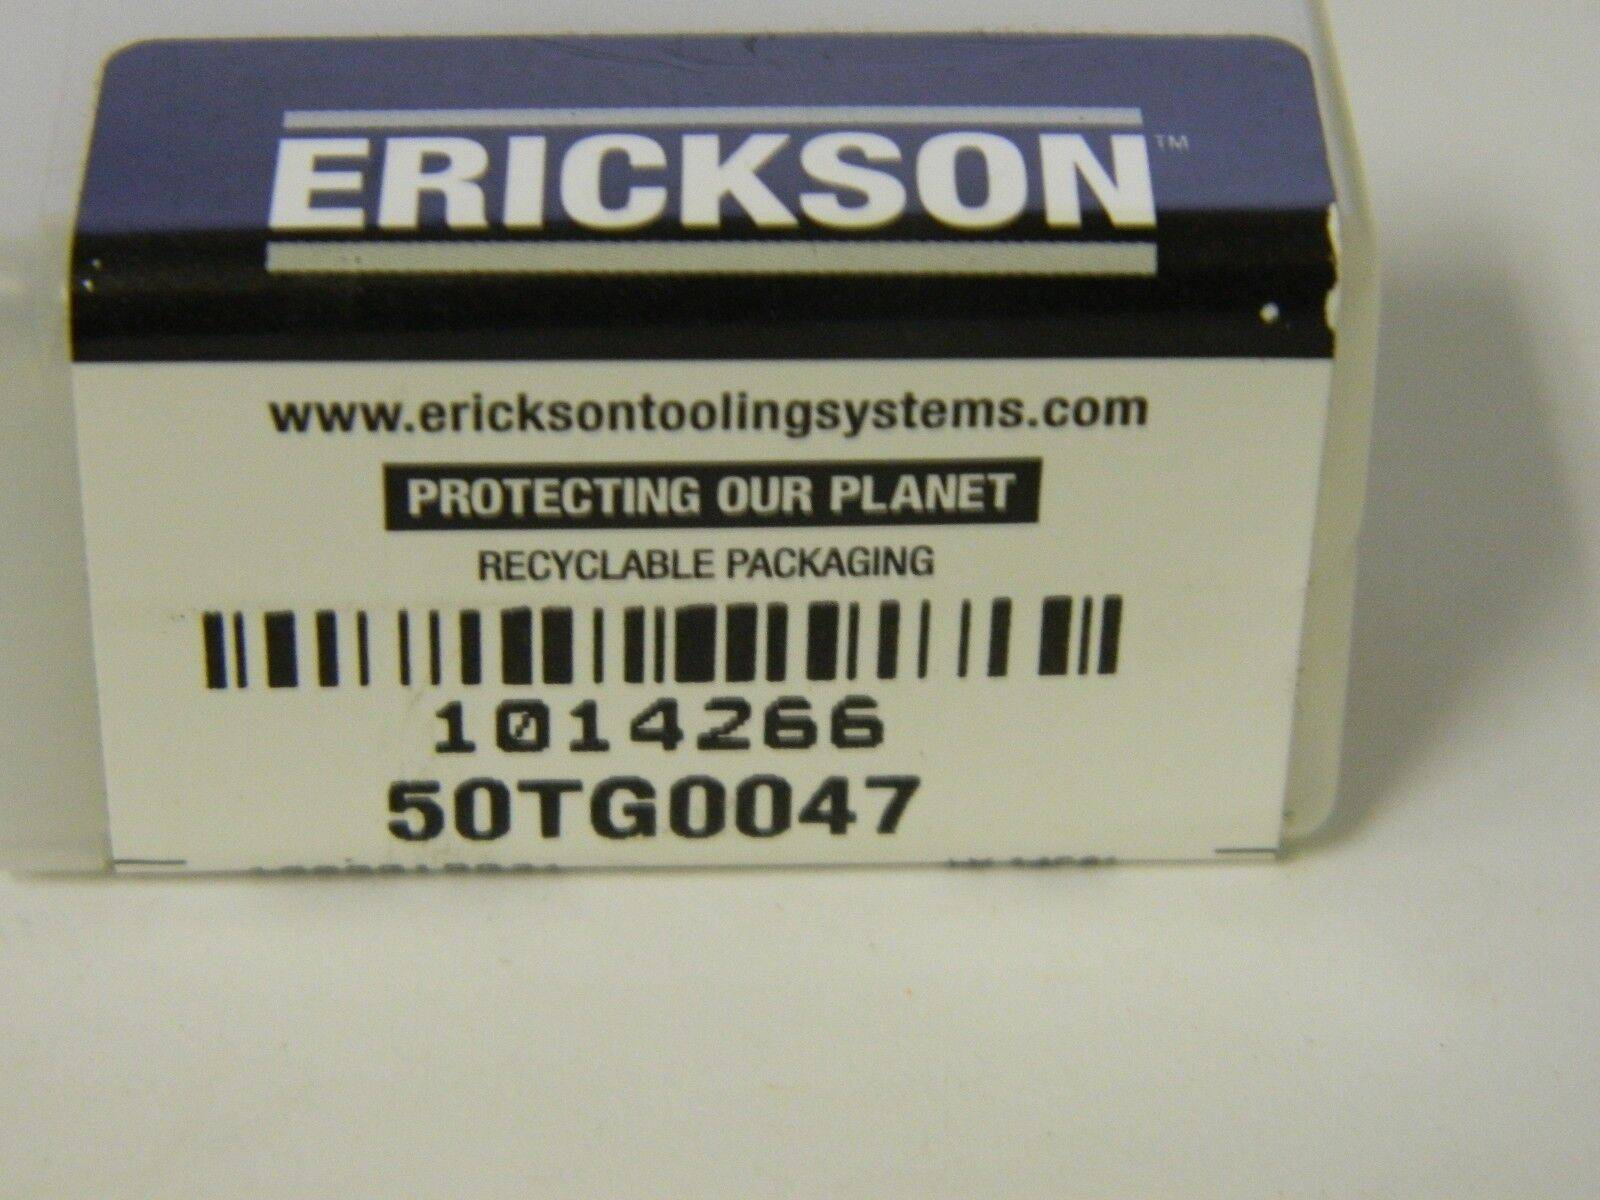 ERICKSON™
www.ericksontoolingsystems.com
PROTECTING OUR PLANET
RECYCLABLE PACKAGING
1014266
50TG0047